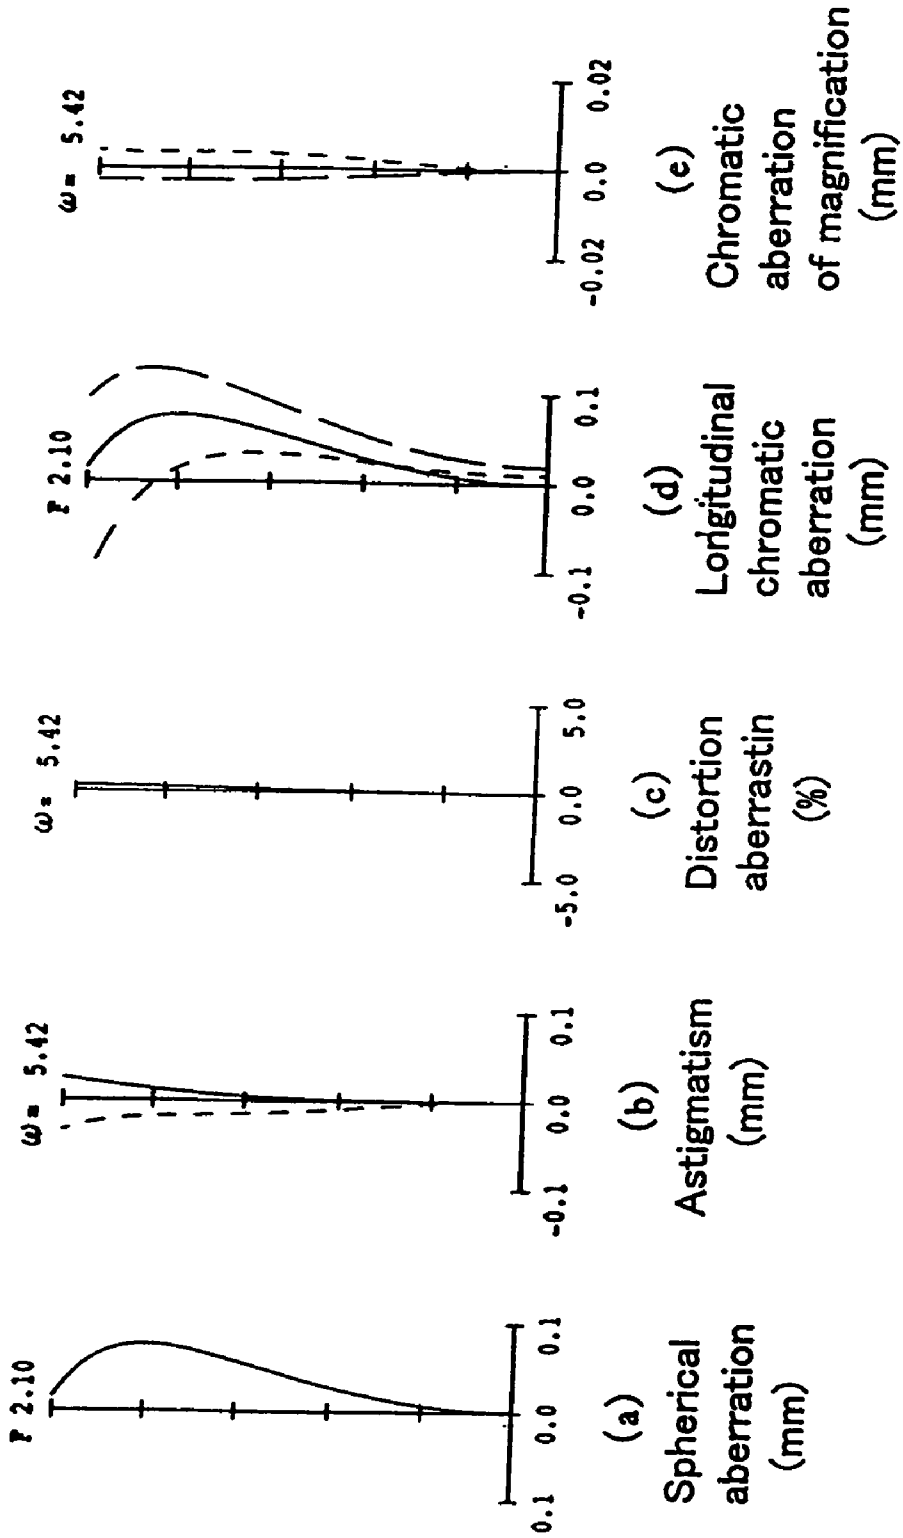 F 2.10
0.1
0.0
0.1
(a)
Spherical
aberration
(mm)
ω= 5.42
-0.1
0.0
0.1
(b)
Astigmatism
(mm)
ω= 5.42
-5.0
0.0
5.0
(c)
Distortion
aberrastin
(%)
F 2.10
-0.1
0.0
0.1
(d)
Longitudinal
chromatic
aberration
(mm)
ω= 5.42
-0.02
0.0
0.02
(e)
Chromatic
aberration
of magnification
(mm)